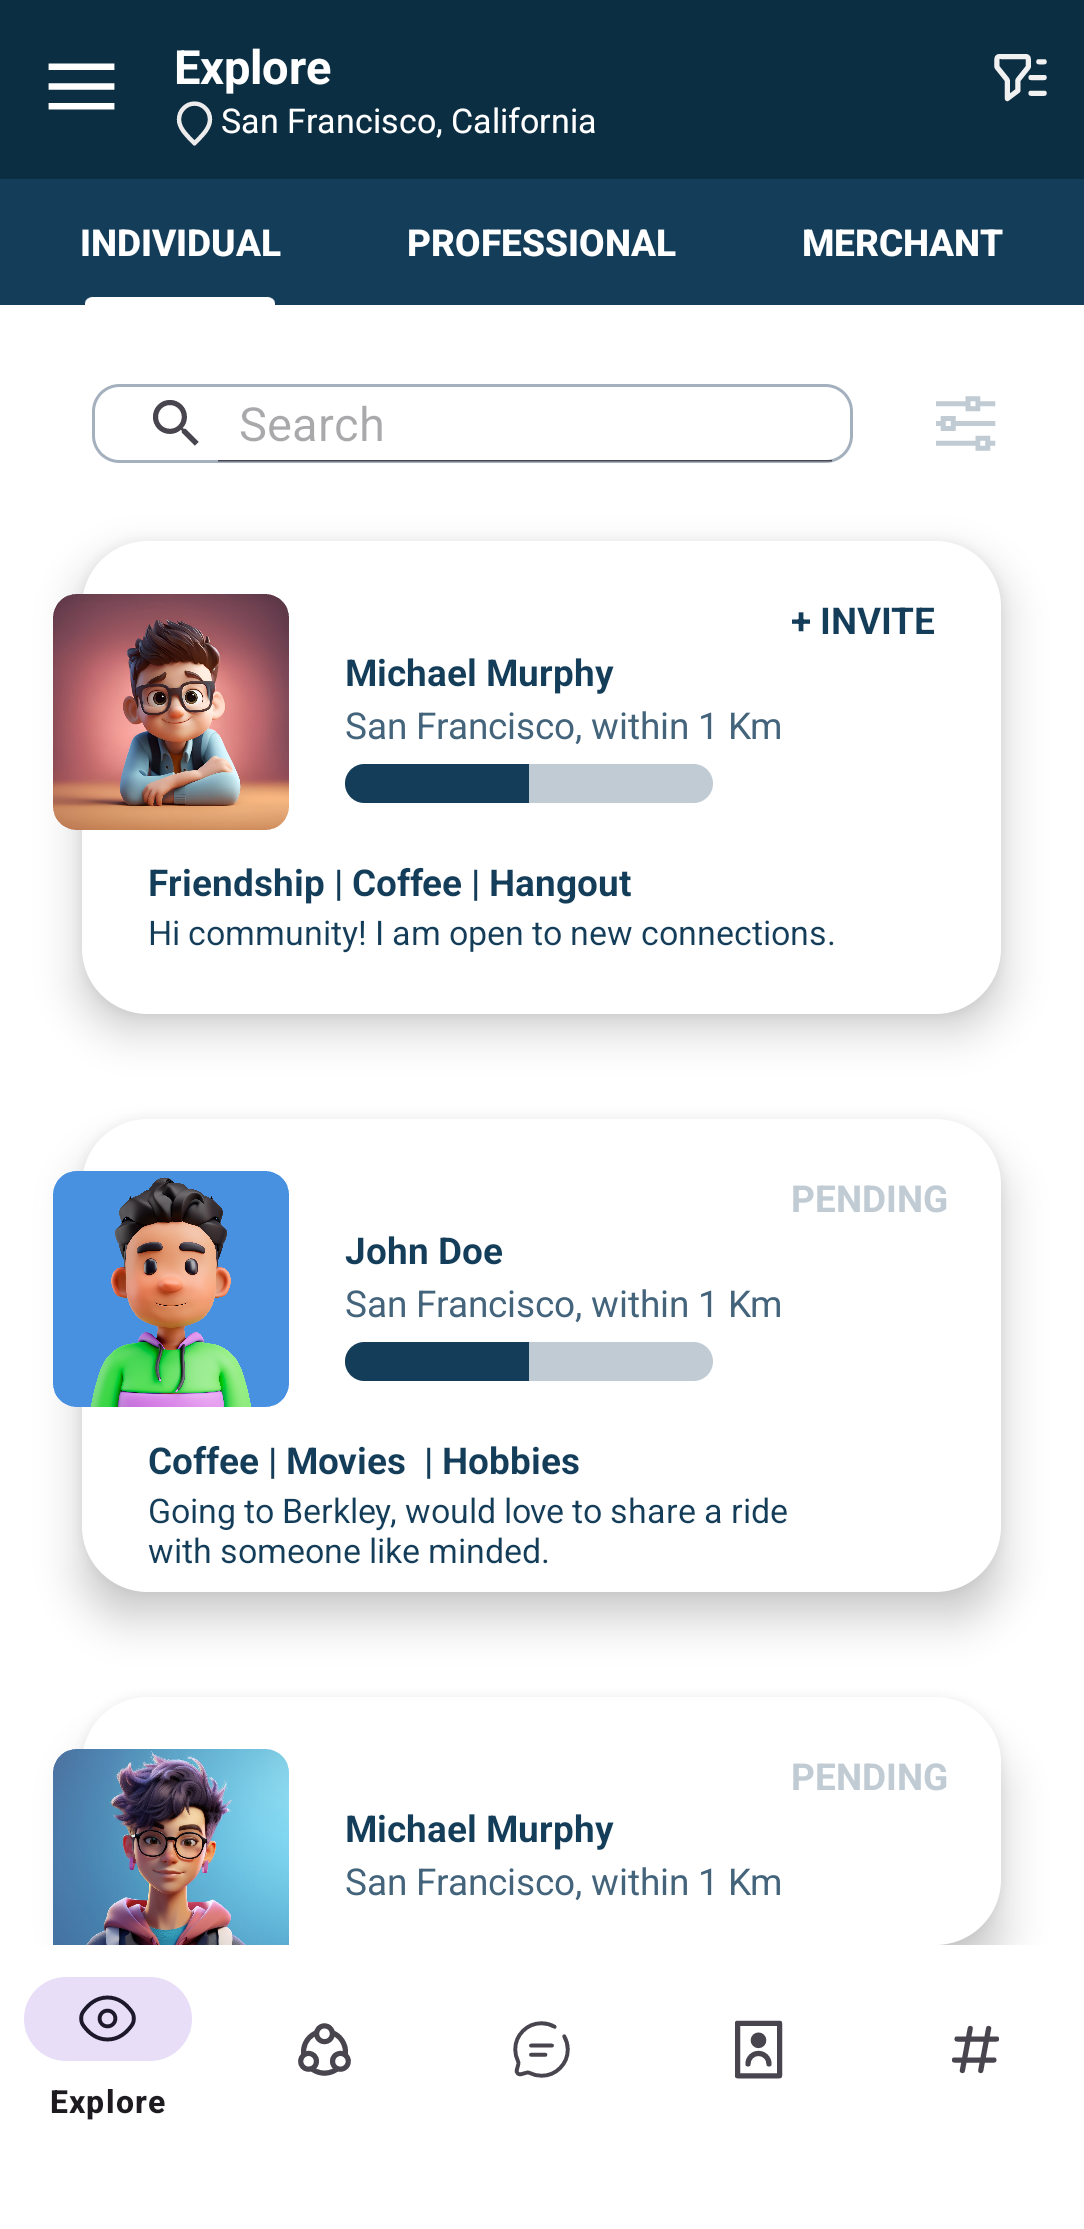 Explore
San Francisco, California
INDIVIDUAL PROFESSIONAL MERCHANT
Search
+ INVITE
Michael Murphy
San Francisco, within 1 Km
Friendship | Coffee | Hangout
Hi community! I am open to new connections.
PENDING
John Doe
San Francisco, within 1 Km
Coffee | Movies | Hobbies
Going to Berkley, would love to share a ride
with someone like minded.
PENDING
Michael Murphy
San Francisco, within 1 Km
Explore